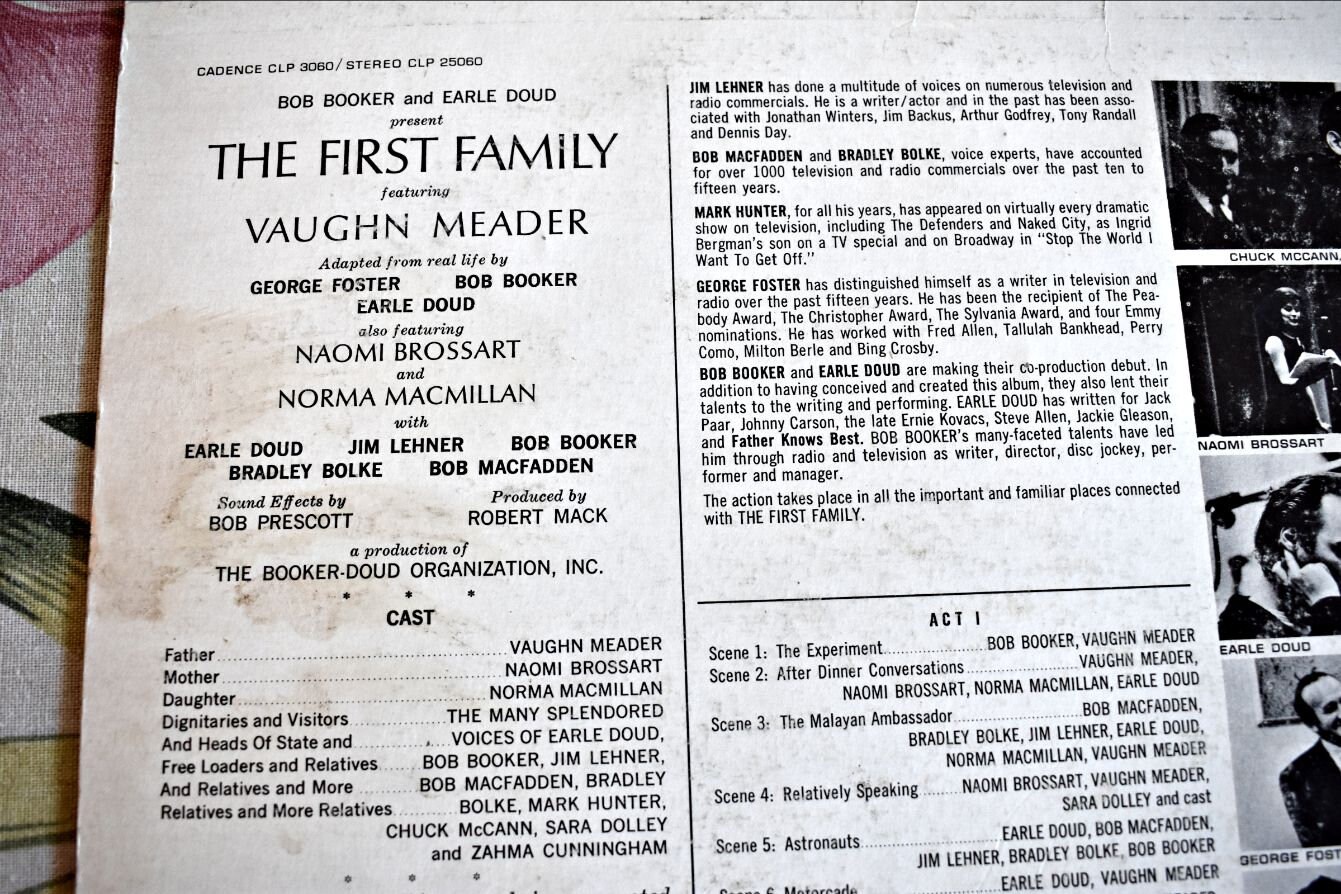 CADENCE CLP 3060/ STEREO CLP 25060
BOB BOOKER and EARLE DOUD
present
THE FIRST FAMILY
featuring
VAUGHN MEADER
Adapted from real life by
GEORGE FOSTER BOB BOOKER
EARLE DOUD
also featuring
NAOMI BROSSART
and
NORMA MACMILLAN
with
EARLE DOUD JIM LEHNER BOB BOOKER
BRADLEY BOLKE BOB MACFADDEN
Sound Effects by Produced by
BOB PRESCOTT ROBERT MACK
a production of
THE BOOKER-DOUD ORGANIZATION, INC.
* * *
CAST
Father VAUGHN MEADER
Mother NAOMI BROSSART
Daughter NORMA MACMILLAN
Dignitaries and Visitors THE MANY SPLENDORED
And Heads Of State and VOICES OF EARLE DOUD,
Free Loaders and Relatives BOB BOOKER, JIM LEHNER,
And Relatives and More BOB MACFADDEN, BRADLEY
Relatives and More Relatives BOLKE, MARK HUNTER,
CHUCK McCANN, SARA DOLLEY
and ZAHMA CUNNINGHAM
* * *
JIM LEHNER has done a multitude of voices on numerous television and
radio commercials. He is a writer/actor and in the past has been asso-
ciated with Jonathan Winters, Jim Backus, Arthur Godfrey, Tony Randall
and Dennis Day.
BOB MACFADDEN and BRADLEY BOLKE, voice experts, have accounted
for over 1000 television and radio commercials over the past ten to
fifteen years.
MARK HUNTER, for all his years, has appeared on virtually every dramatic
show on television, including The Defenders and Naked City, as Ingrid
Bergman's son on a TV special and on Broadway in "Stop The World I
Want To Get Off."
GEORGE FOSTER has distinguished himself as a writer in television and
radio over the past fifteen years. He has been the recipient of The Pea-
body Award, The Christopher Award, The Sylvania Award, and four Emmy
nominations. He has worked with Fred Allen, Tallulah Bankhead, Perry
Como, Milton Berle and Bing Crosby.
BOB BOOKER and EARLE DOUD are making their co-production debut. In
addition to having conceived and created this album, they also lent their
talents to the writing and performing. EARLE DOUD has written for Jack
Paar, Johnny Carson, the late Ernie Kovacs, Steve Allen, Jackie Gleason,
and Father Knows Best. BOB BOOKER's many-faceted talents have led
him through radio and television as writer, director, disc jockey, per-
former and manager.
The action takes place in all the important and familiar places connected
with THE FIRST FAMILY.
ACT I
Scene 1: The Experiment BOB BOOKER, VAUGHN MEADER
Scene 2: After Dinner Conversations VAUGHN MEADER,
NAOMI BROSSART, NORMA MACMILLAN, EARLE DOUD
Scene 3: The Malayan Ambassador BOB MACFADDEN,
BRADLEY BOLKE, JIM LEHNER, EARLE DOUD,
NORMA MACMILLAN, VAUGHN MEADER
Scene 4: Relatively Speaking NAOMI BROSSART, VAUGHN MEADER,
SARA DOLLEY and cast
Scene 5: Astronauts EARLE DOUD, BOB MACFADDEN,
JIM LEHNER, BRADLEY BOLKE, BOB BOOKER
Scene 6 Motorcade EARLE DOUD, VAUGHN MEADER
CHUCK MCCANN,
NAOMI BROSSART
EARLE DOUD
GEORGE FOST